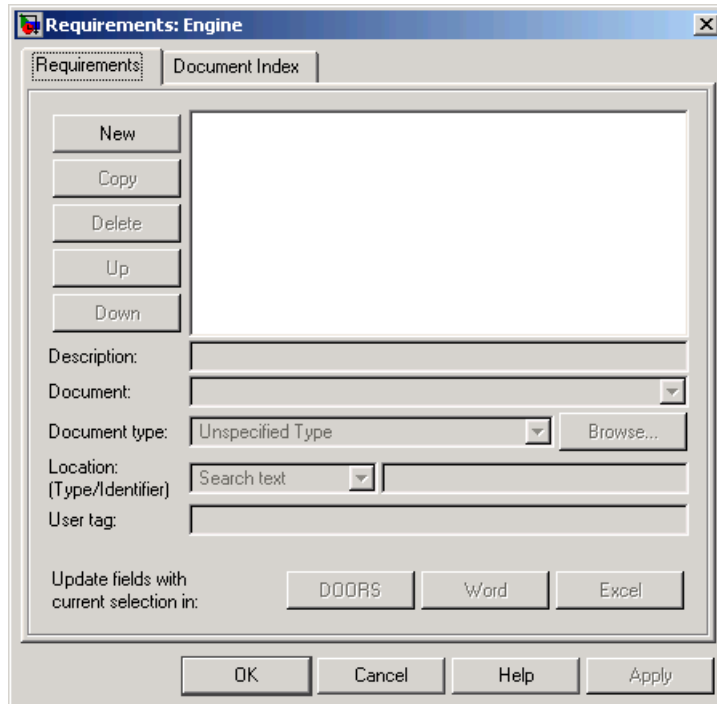 Requirements: Engine
Requirements Document Index
New
Copy
Delete
Up
Down
Description:
Document:
Document type: Unspecified Type Browse...
Location:
(Type/Identifier) Search text
User tag:
Update fields with
current selection in: DOORS Word Excel
OK Cancel Help Apply